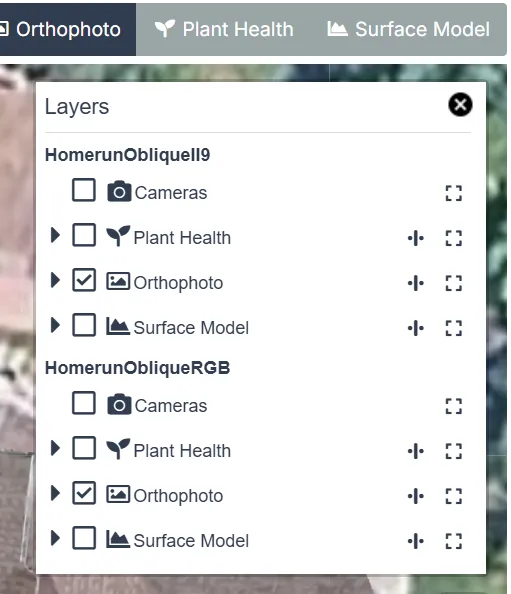 Orthophoto Plant Health Surface Model
Layers
HomerunObliqueII9
Cameras
Plant Health
Orthophoto
Surface Model
HomerunObliqueRGB
Cameras
Plant Health
Orthophoto
Surface Model